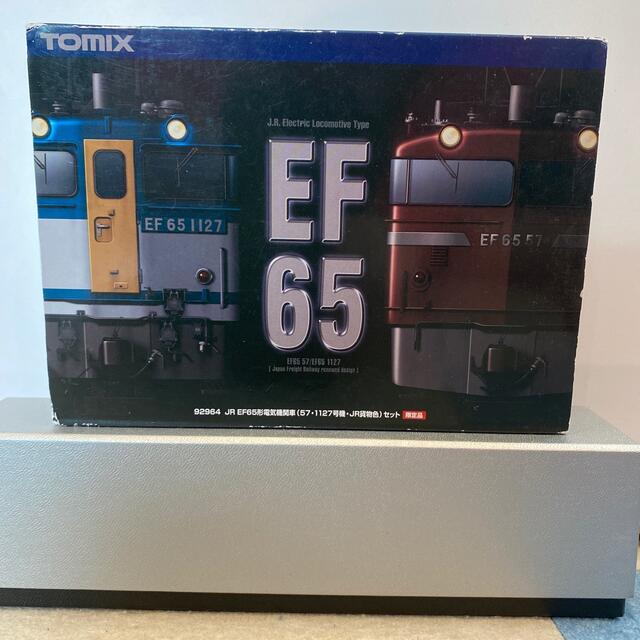 TOMIX
J.R. Electric Locomotive Type
EF
65
EF 65 1127
EF 65 57
EF65 57/EF65 1127
[ Japan Freight Railway renewed design ]
92964 JR EF65形電気機関車(57・1127号機・JR貨物色)セット 限定品